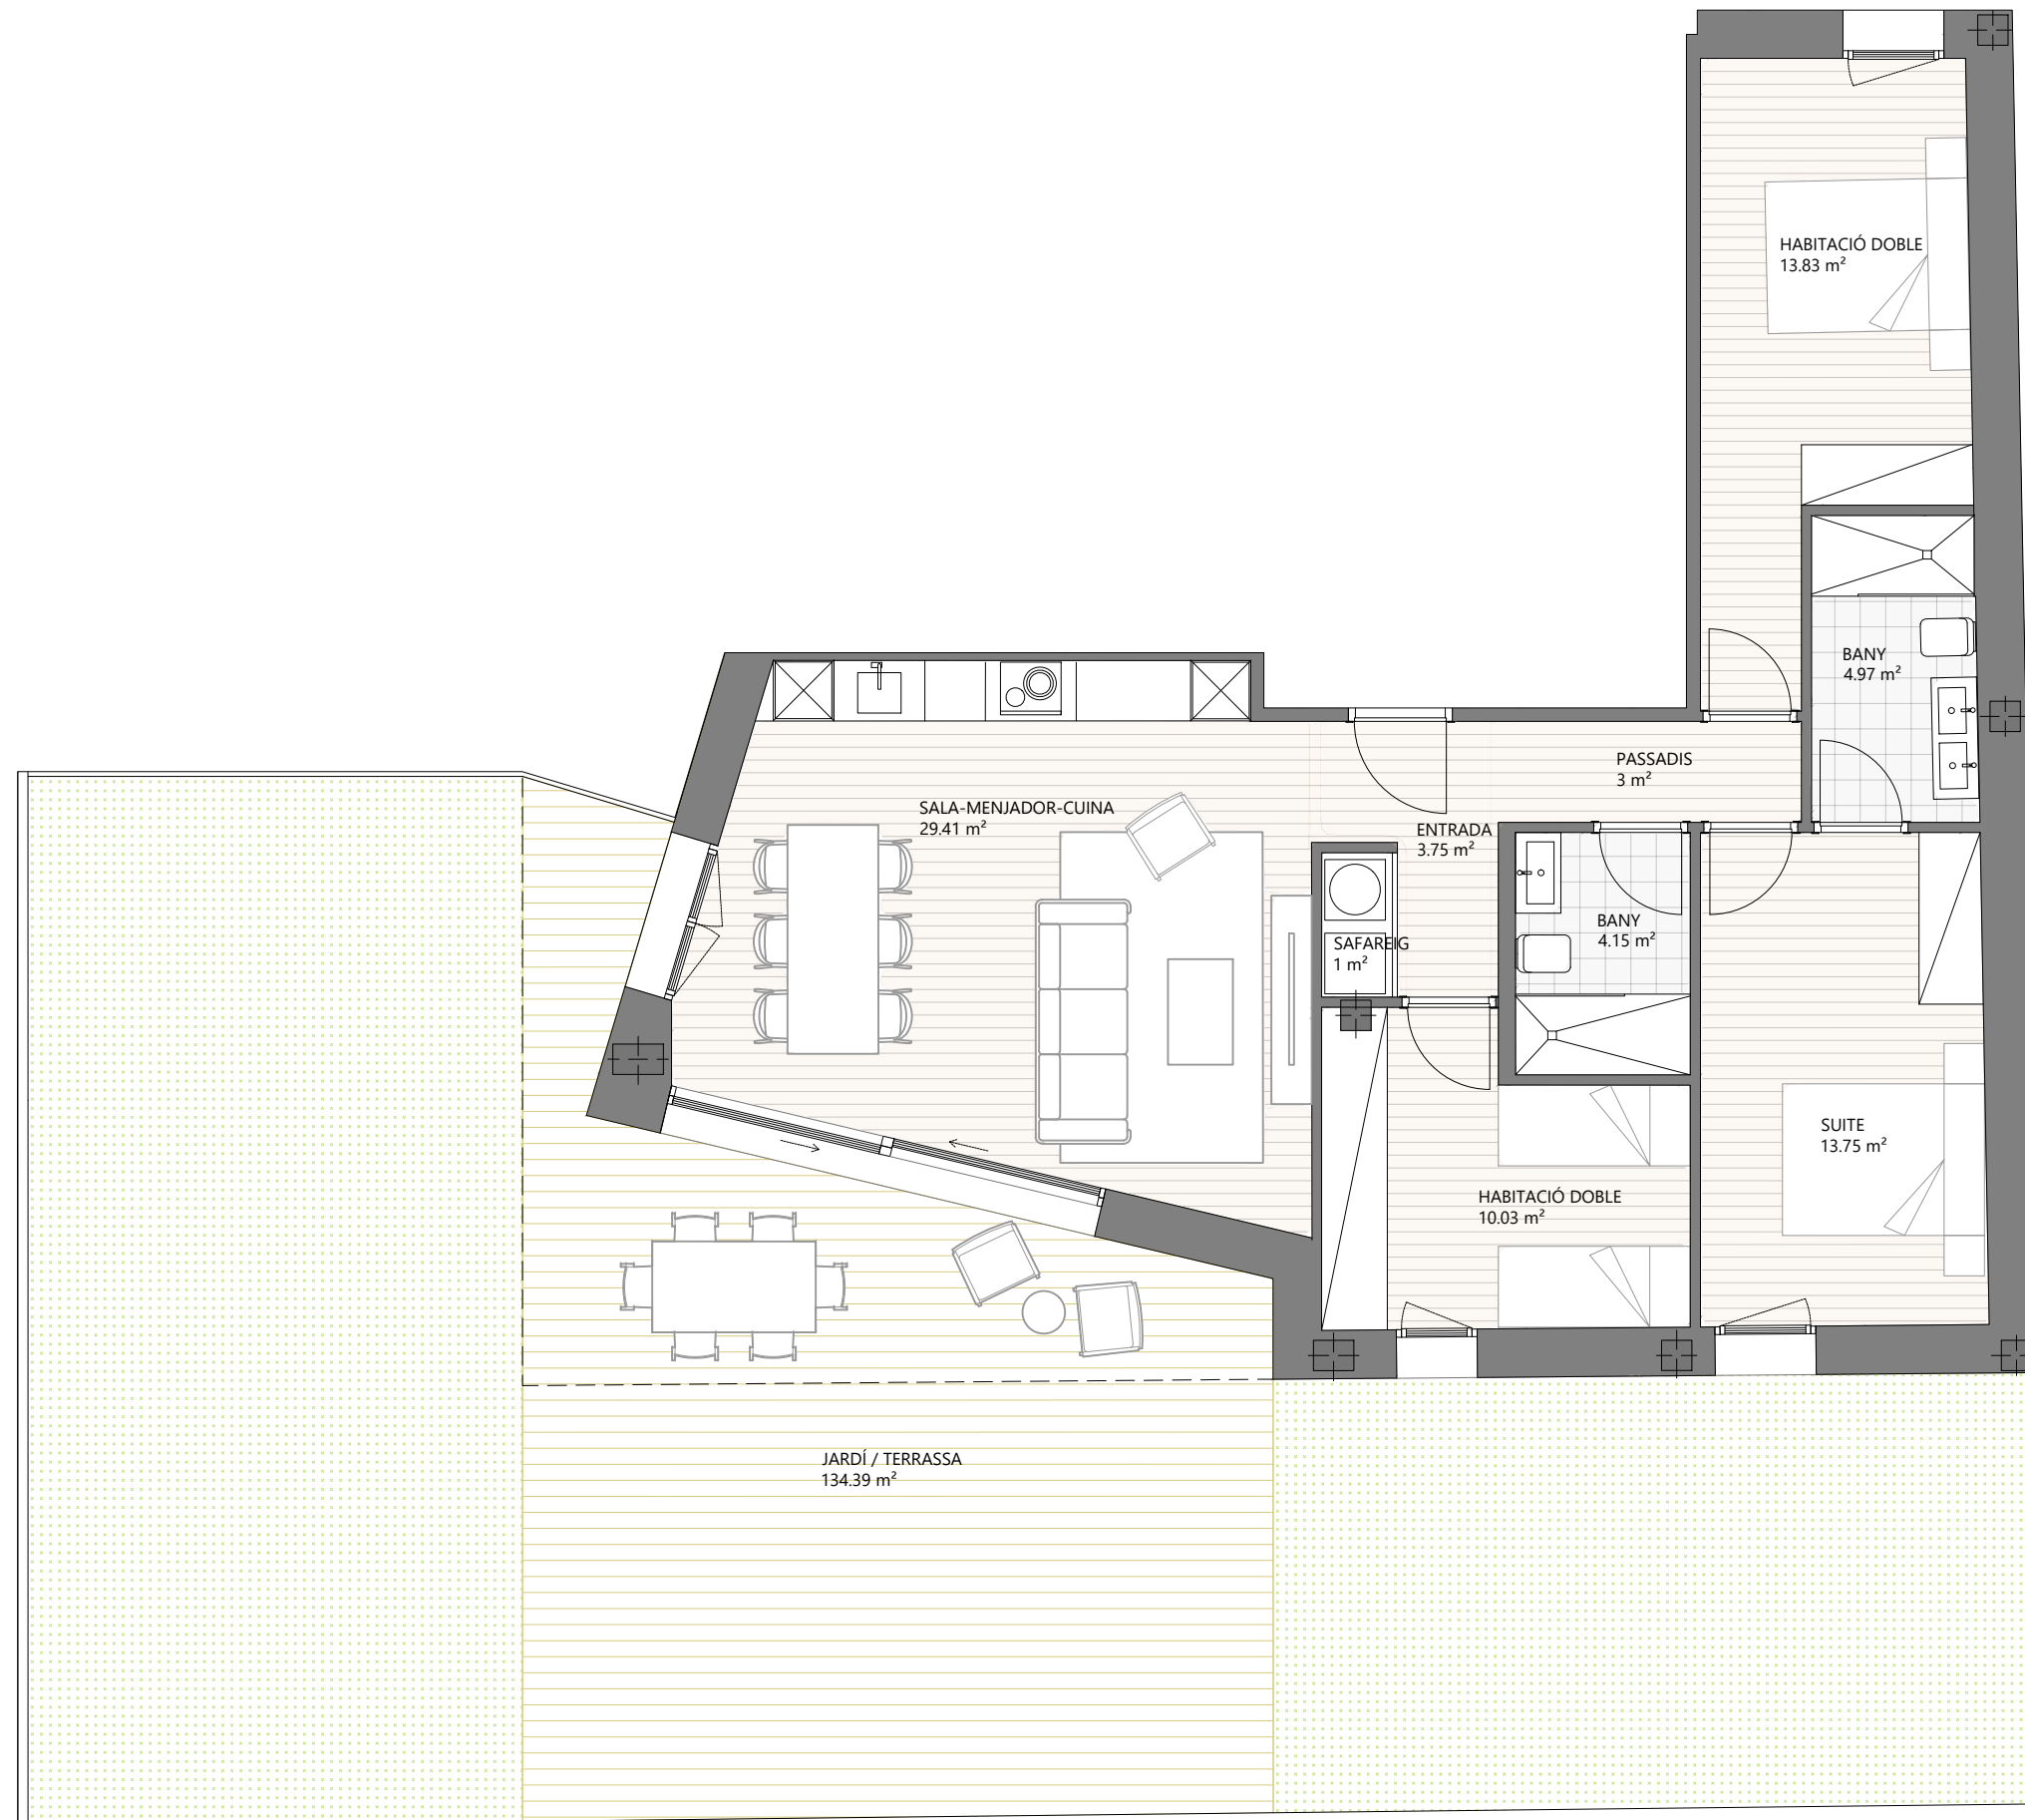 HABITACIÓ DOBLE
13.83 m²
BANY
4.97 m²
PASSADIS
3 m²
SALA-MENJADOR-CUINA
29.41 m²
ENTRADA
3.75 m²
BANY
4.15 m²
SAFAREIG
1 m²
SUITE
13.75 m²
HABITACIÓ DOBLE
10.03 m²
JARDÍ / TERRASSA
134.39 m²